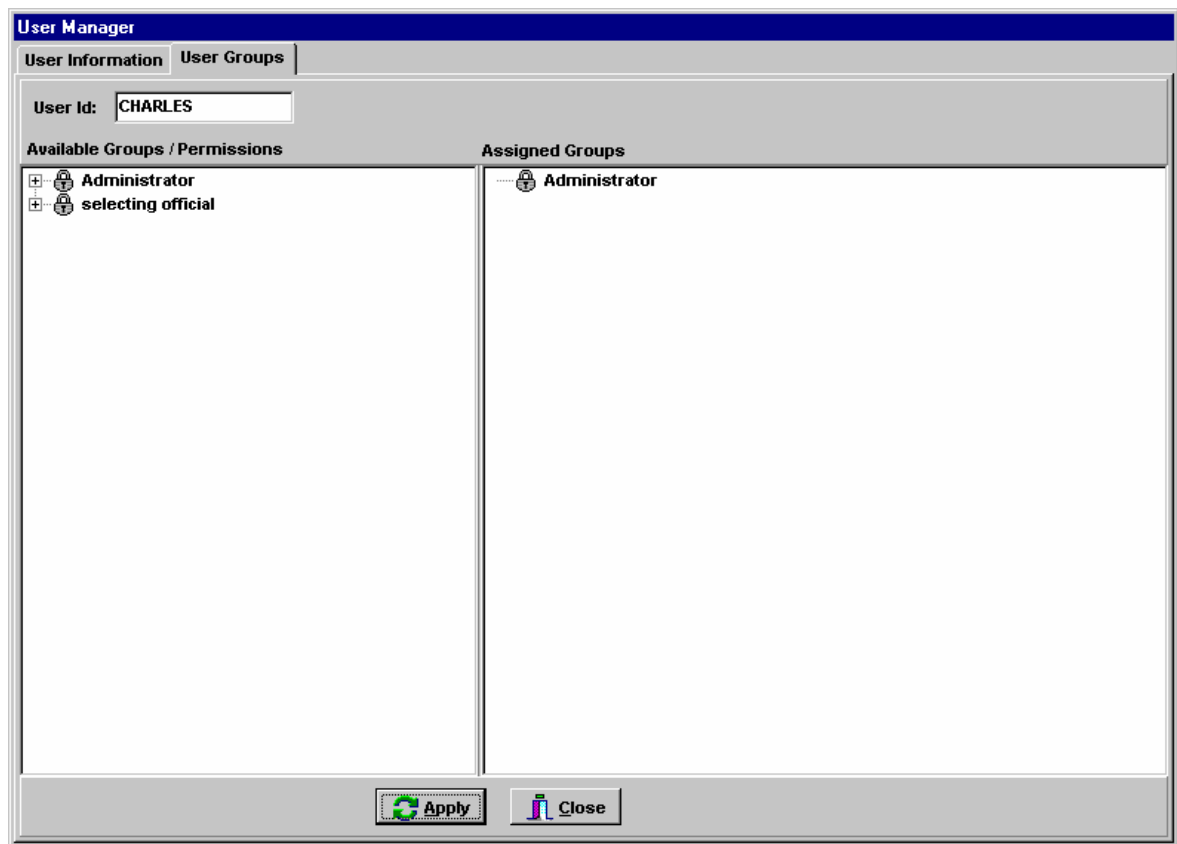 User Manager
User Information User Groups
User Id: CHARLES
Available Groups / Permissions Assigned Groups
Administrator Administrator
selecting official
Apply Close